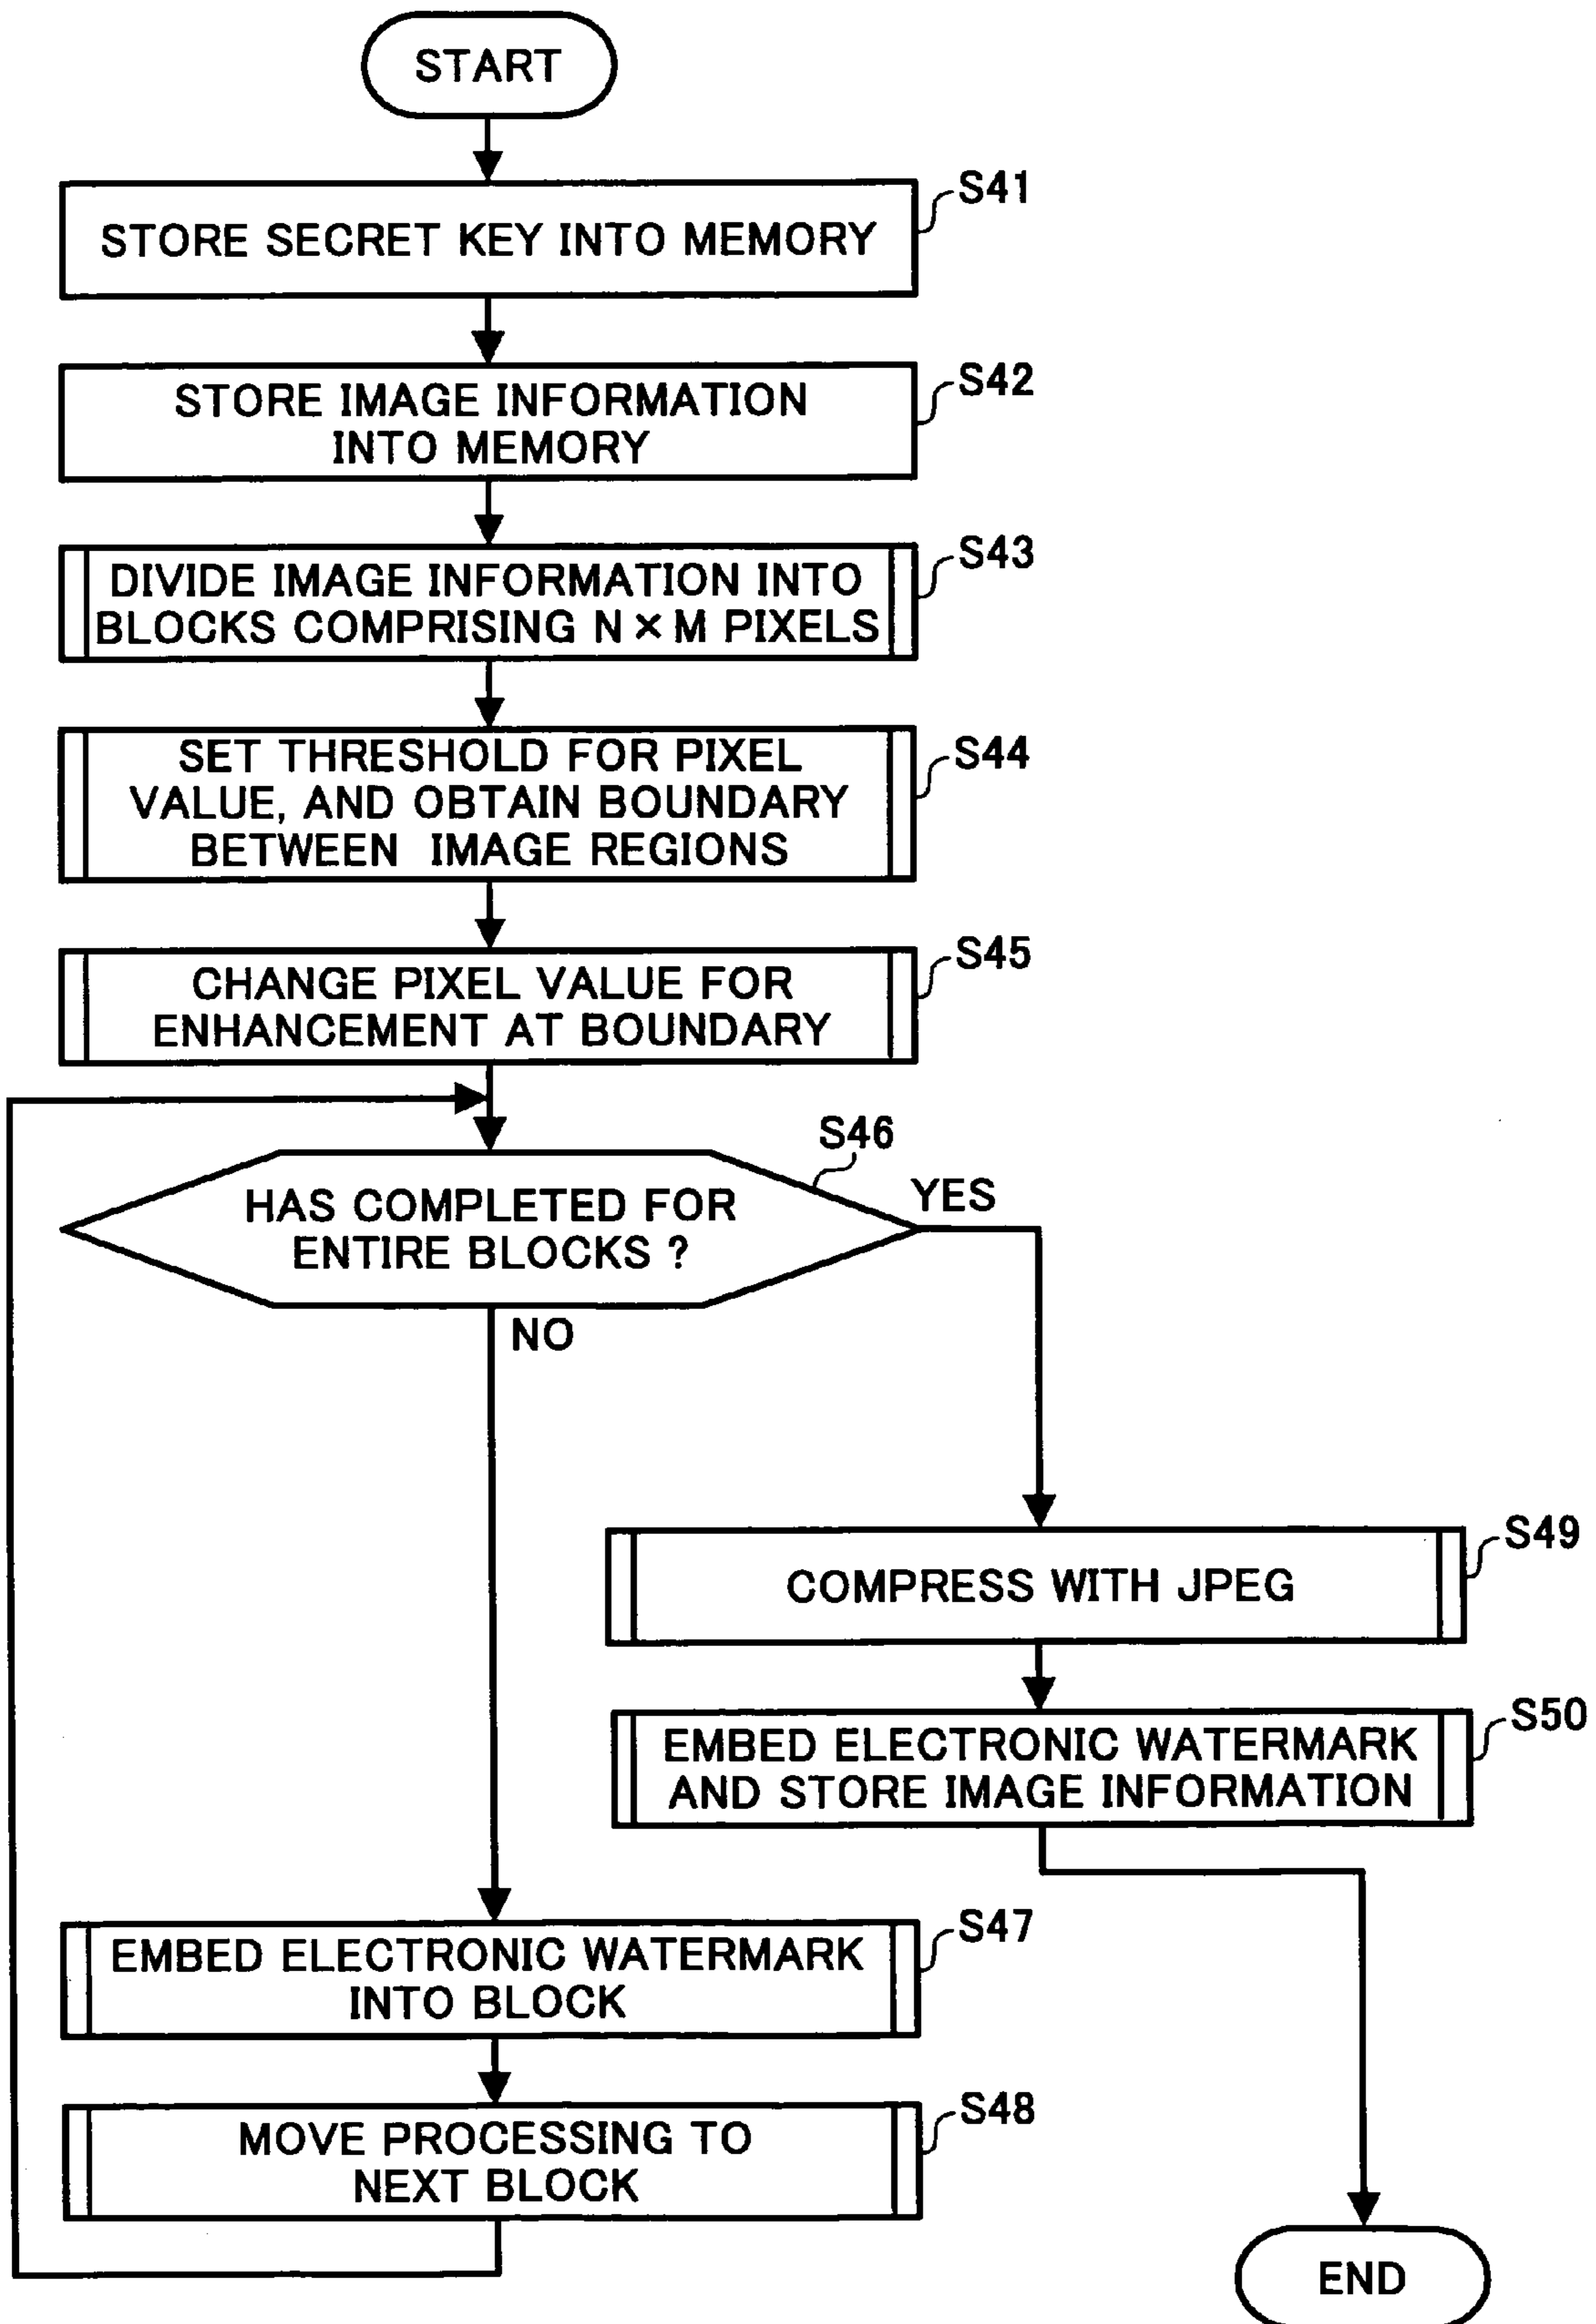 START
S41
STORE SECRET KEY INTO MEMORY
S42
STORE IMAGE INFORMATION
INTO MEMORY
S43
DIVIDE IMAGE INFORMATION INTO
BLOCKS COMPRISING N × M PIXELS
S44
SET THRESHOLD FOR PIXEL
VALUE, AND OBTAIN BOUNDARY
BETWEEN IMAGE REGIONS
S45
CHANGE PIXEL VALUE FOR
ENHANCEMENT AT BOUNDARY
S46
HAS COMPLETED FOR
ENTIRE BLOCKS ?
YES
NO
S49
COMPRESS WITH JPEG
S50
EMBED ELECTRONIC WATERMARK
AND STORE IMAGE INFORMATION
S47
EMBED ELECTRONIC WATERMARK
INTO BLOCK
S48
MOVE PROCESSING TO
NEXT BLOCK
END